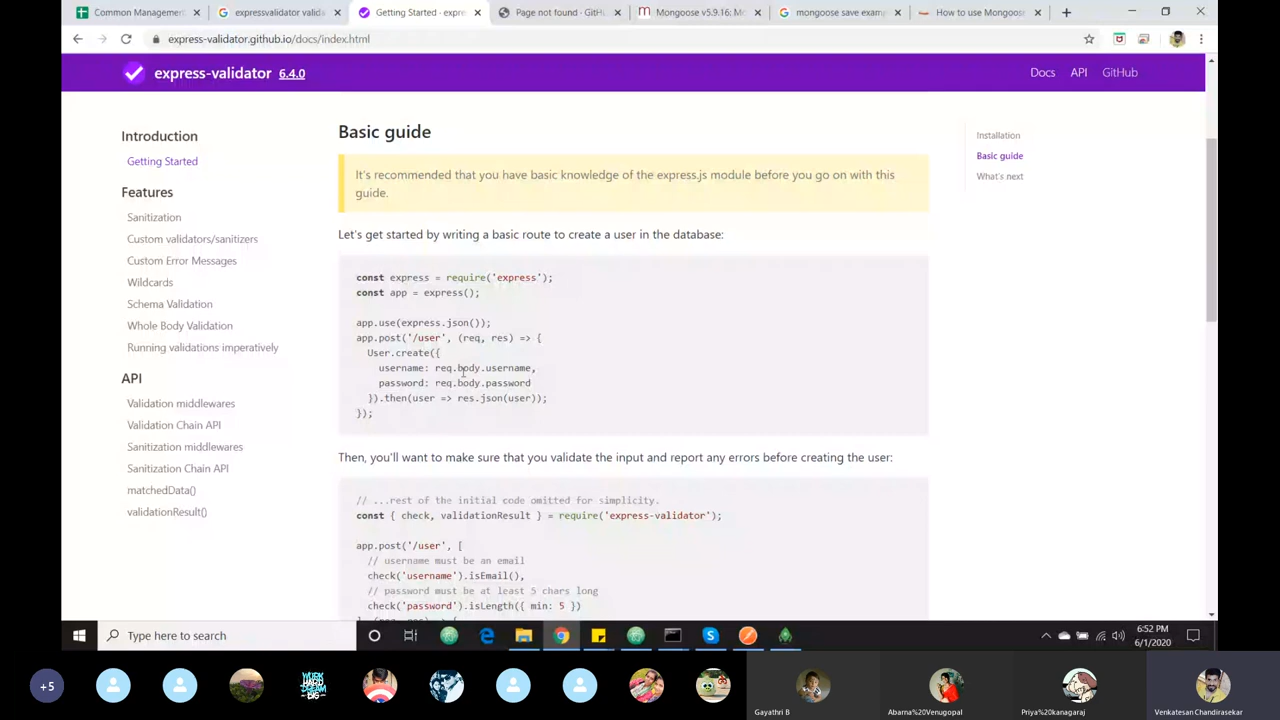 Common Management
expressvalidator valid
Getting Started - expre
Page not found · GitH
Mongoose v5.9.16: M
mongoose save examp
How to use Mongoose
express-validator.github.io/docs/index.html
express-validator 6.4.0
Docs API GitHub
Introduction
Getting Started
Features
Sanitization
Custom validators/sanitizers
Custom Error Messages
Wildcards
Schema Validation
Whole Body Validation
Running validations imperatively
API
Validation middlewares
Validation Chain API
Sanitization middlewares
Sanitization Chain API
matchedData()
validationResult()
Basic guide
It's recommended that you have basic knowledge of the express.js module before you go on with this
guide.
Let's get started by writing a basic route to create a user in the database:
const express = require('express');
const app = express();
app.use(express.json());
app.post('/user', (req, res) => {
User.create({
username: req.body.username,
password: req.body.password
}).then(user => res.json(user));
});
Then, you'll want to make sure that you validate the input and report any errors before creating the user:
// ...rest of the initial code omitted for simplicity.
const { check, validationResult } = require('express-validator');
app.post('/user', [
// username must be an email
check('username').isEmail(),
// password must be at least 5 chars long
check('password').isLength({ min: 5 })
Installation
Basic guide
What's next
Type here to search
6:52 PM
6/1/2020
+5
Gayathri B
Abarna%20Venugopal
Priya%20kanagaraj
Venkatesan Chandirasekar